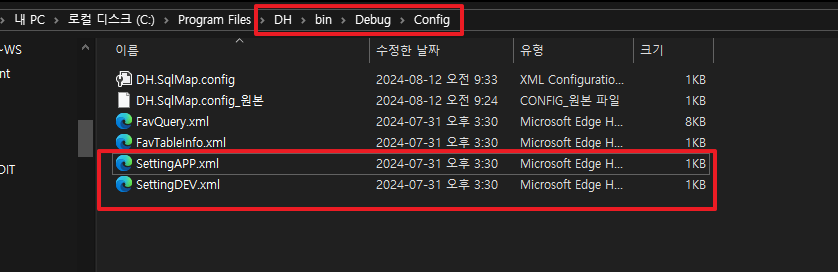 내 PC > 로컬 디스크 (C:) > Program Files > DH > bin > Debug > Config
~-WS
nt
DIT
이름 수정한 날짜 유형 크기
DH.SqlMap.config 2024-08-12 오전 9:33 XML Configuratio... 1KB
DH.SqlMap.config_원본 2024-08-12 오전 9:24 CONFIG_원본 파일 1KB
FavQuery.xml 2024-07-31 오후 3:30 Microsoft Edge H... 8KB
FavTableInfo.xml 2024-07-31 오후 3:30 Microsoft Edge H... 1KB
SettingAPP.xml 2024-07-31 오후 3:30 Microsoft Edge H... 1KB
SettingDEV.xml 2024-07-31 오후 3:30 Microsoft Edge H... 1KB